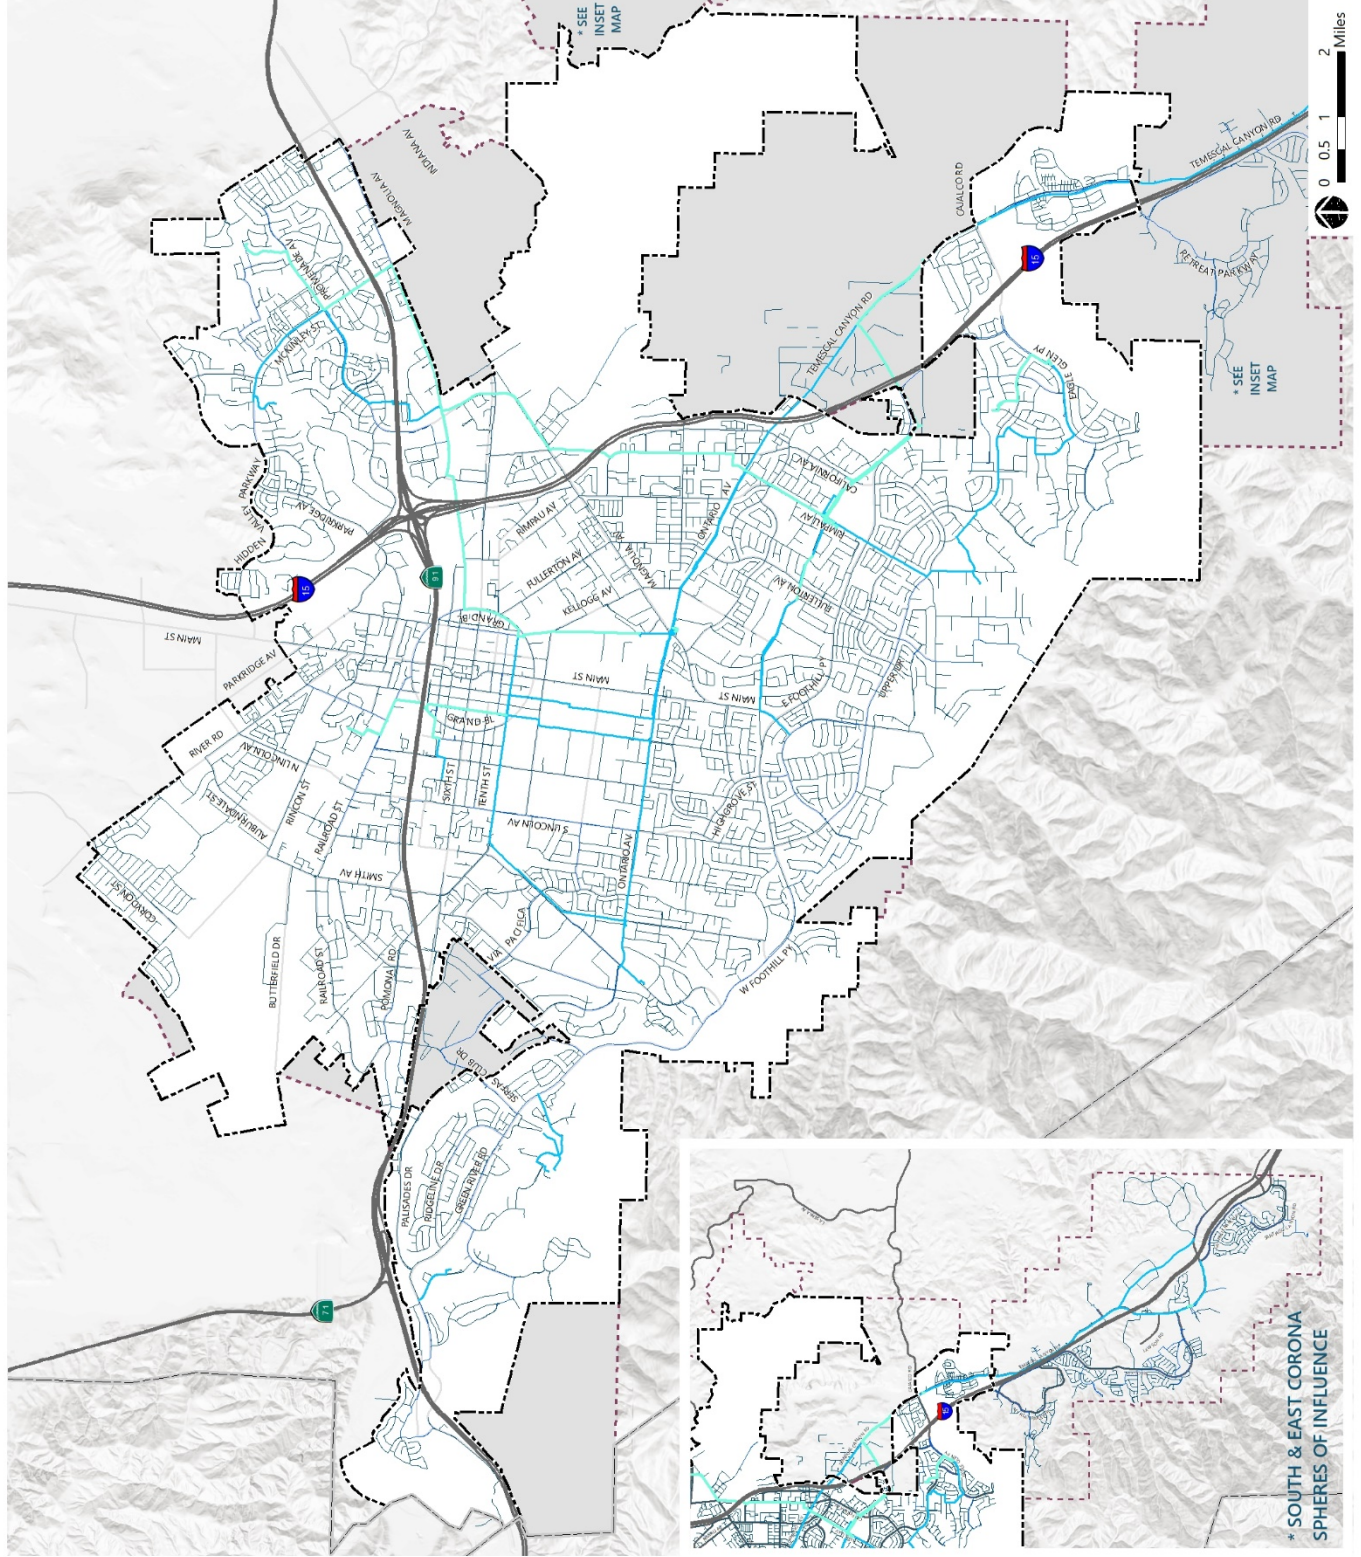 * SEE
INSET
MAP
0 0.5 1 2
Miles
INDIANA AV
MAGNOLIA AV
PROMENADE AV
MCKINLEY ST
HIDDEN
VALLEY
PARKWAY
PARKRIDGE AV
15
91
MAIN ST
PARKRIDGE AV
RIVER RD
N LINCOLN AV
AUBURNDALE ST
RINCON ST
RAILROAD ST
SMITH AV
CORYDON ST
BUTTERFIELD DR
RAILROAD ST
POMONA RD
GRAND BL
GRAND BL
SIXTH ST
TENTH ST
S LINCOLN AV
MAIN ST
MAIN ST
RIMPAU AV
FULLERTON AV
KELLOGG AV
MAGNOLIA AV
ONTARIO AV
CALIFORNIA AV
RIMPAU AV
FULLERTON AV
E FOOTHILL PY
UPPER DR
HIGHGROVE ST
ONTARIO AV
VIA PACIFICA
W FOOTHILL PY
SERFAS CLUB DR
PALISADES DR
RIDGELINE DR
GREEN RIVER RD
71
TEMESCAL CANYON RD
CAJALCO RD
15
EAGLE GLEN PY
TEMESCAL CANYON RD
RETREAT PARKWAY
* SEE
INSET
MAP
15
* SOUTH & EAST CORONA
SPHERES OF INFLUENCE